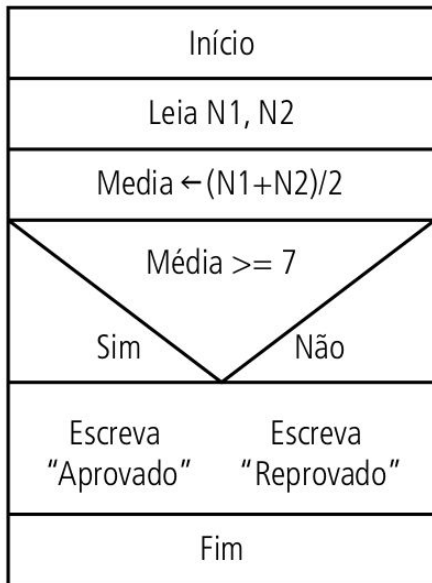 Início
Leia N1, N2
Media ← (N1+N2)/2
Média >= 7
Sim Não
Escreva Escreva
“Aprovado” “Reprovado”
Fim